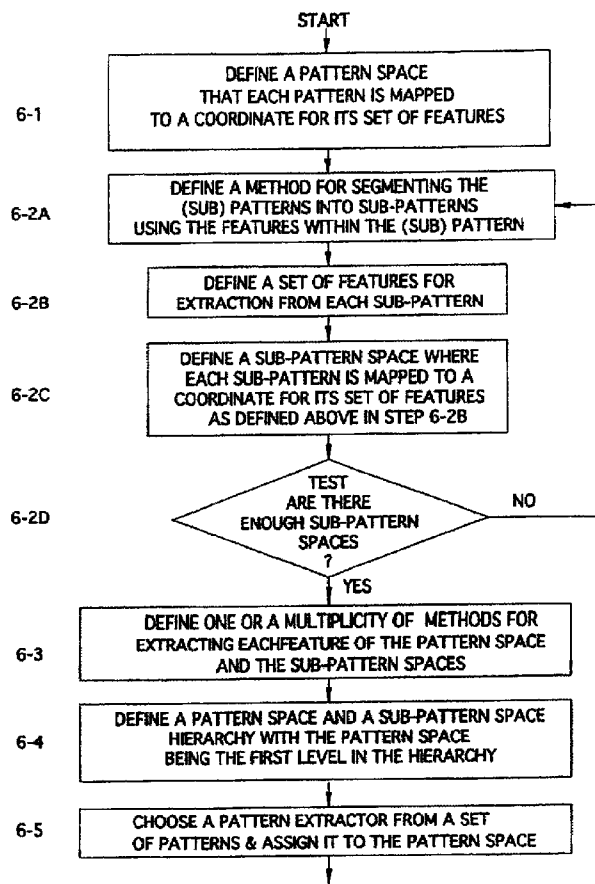 START
6-1
DEFINE A PATTERN SPACE
THAT EACH PATTERN IS MAPPED
TO A COORDINATE FOR ITS SET OF FEATURES
6-2A
DEFINE A METHOD FOR SEGMENTING THE
(SUB) PATTERNS INTO SUB-PATTERNS
USING THE FEATURES WITHIN THE (SUB) PATTERN
6-2B
DEFINE A SET OF FEATURES FOR
EXTRACTION FROM EACH SUB-PATTERN
6-2C
DEFINE A SUB-PATTERN SPACE WHERE
EACH SUB-PATTERN IS MAPPED TO A
COORDINATE FOR ITS SET OF FEATURES
AS DEFINED ABOVE IN STEP 6-2B
6-2D
TEST
ARE THERE
ENOUGH SUB-PATTERN
SPACES
?
NO
YES
6-3
DEFINE ONE OR A MULTIPLICITY OF METHODS FOR
EXTRACTING EACHFEATURE OF THE PATTERN SPACE
AND THE SUB-PATTERN SPACES
6-4
DEFINE A PATTERN SPACE AND A SUB-PATTERN SPACE
HIERARCHY WITH THE PATTERN SPACE
BEING THE FIRST LEVEL IN THE HIERARCHY
6-5
CHOOSE A PATTERN EXTRACTOR FROM A SET
OF PATTERNS & ASSIGN IT TO THE PATTERN SPACE